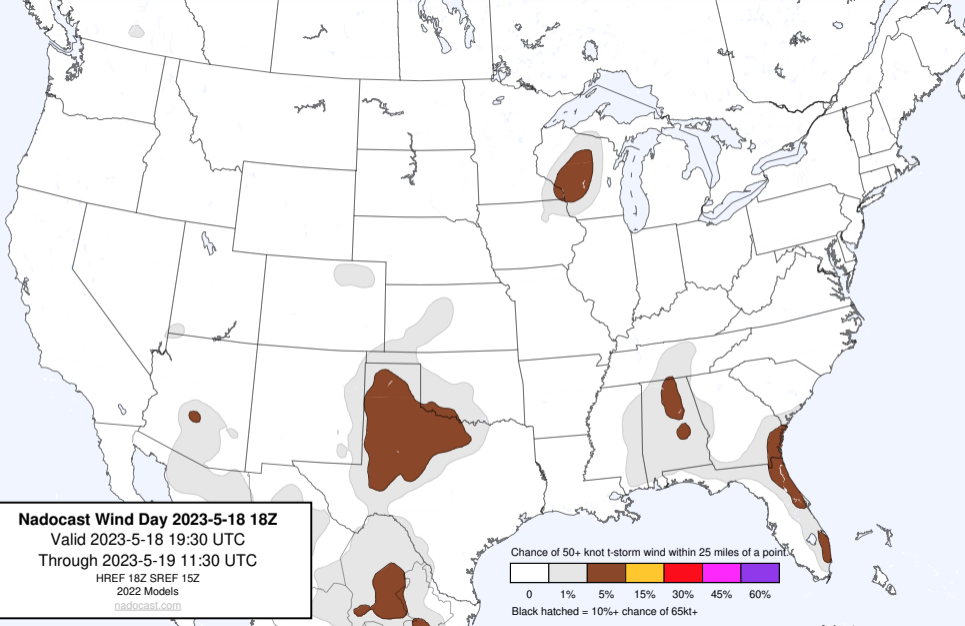 Nadocast Wind Day 2023-5-18 18Z
Valid 2023-5-18 19:30 UTC
Through 2023-5-19 11:30 UTC
HREF 18Z SREF 15Z
2022 Models
nadocast.com
Chance of 50+ knot t-storm wind within 25 miles of a point.
0 1% 5% 15% 30% 45% 60%
Black hatched = 10%+ chance of 65kt+